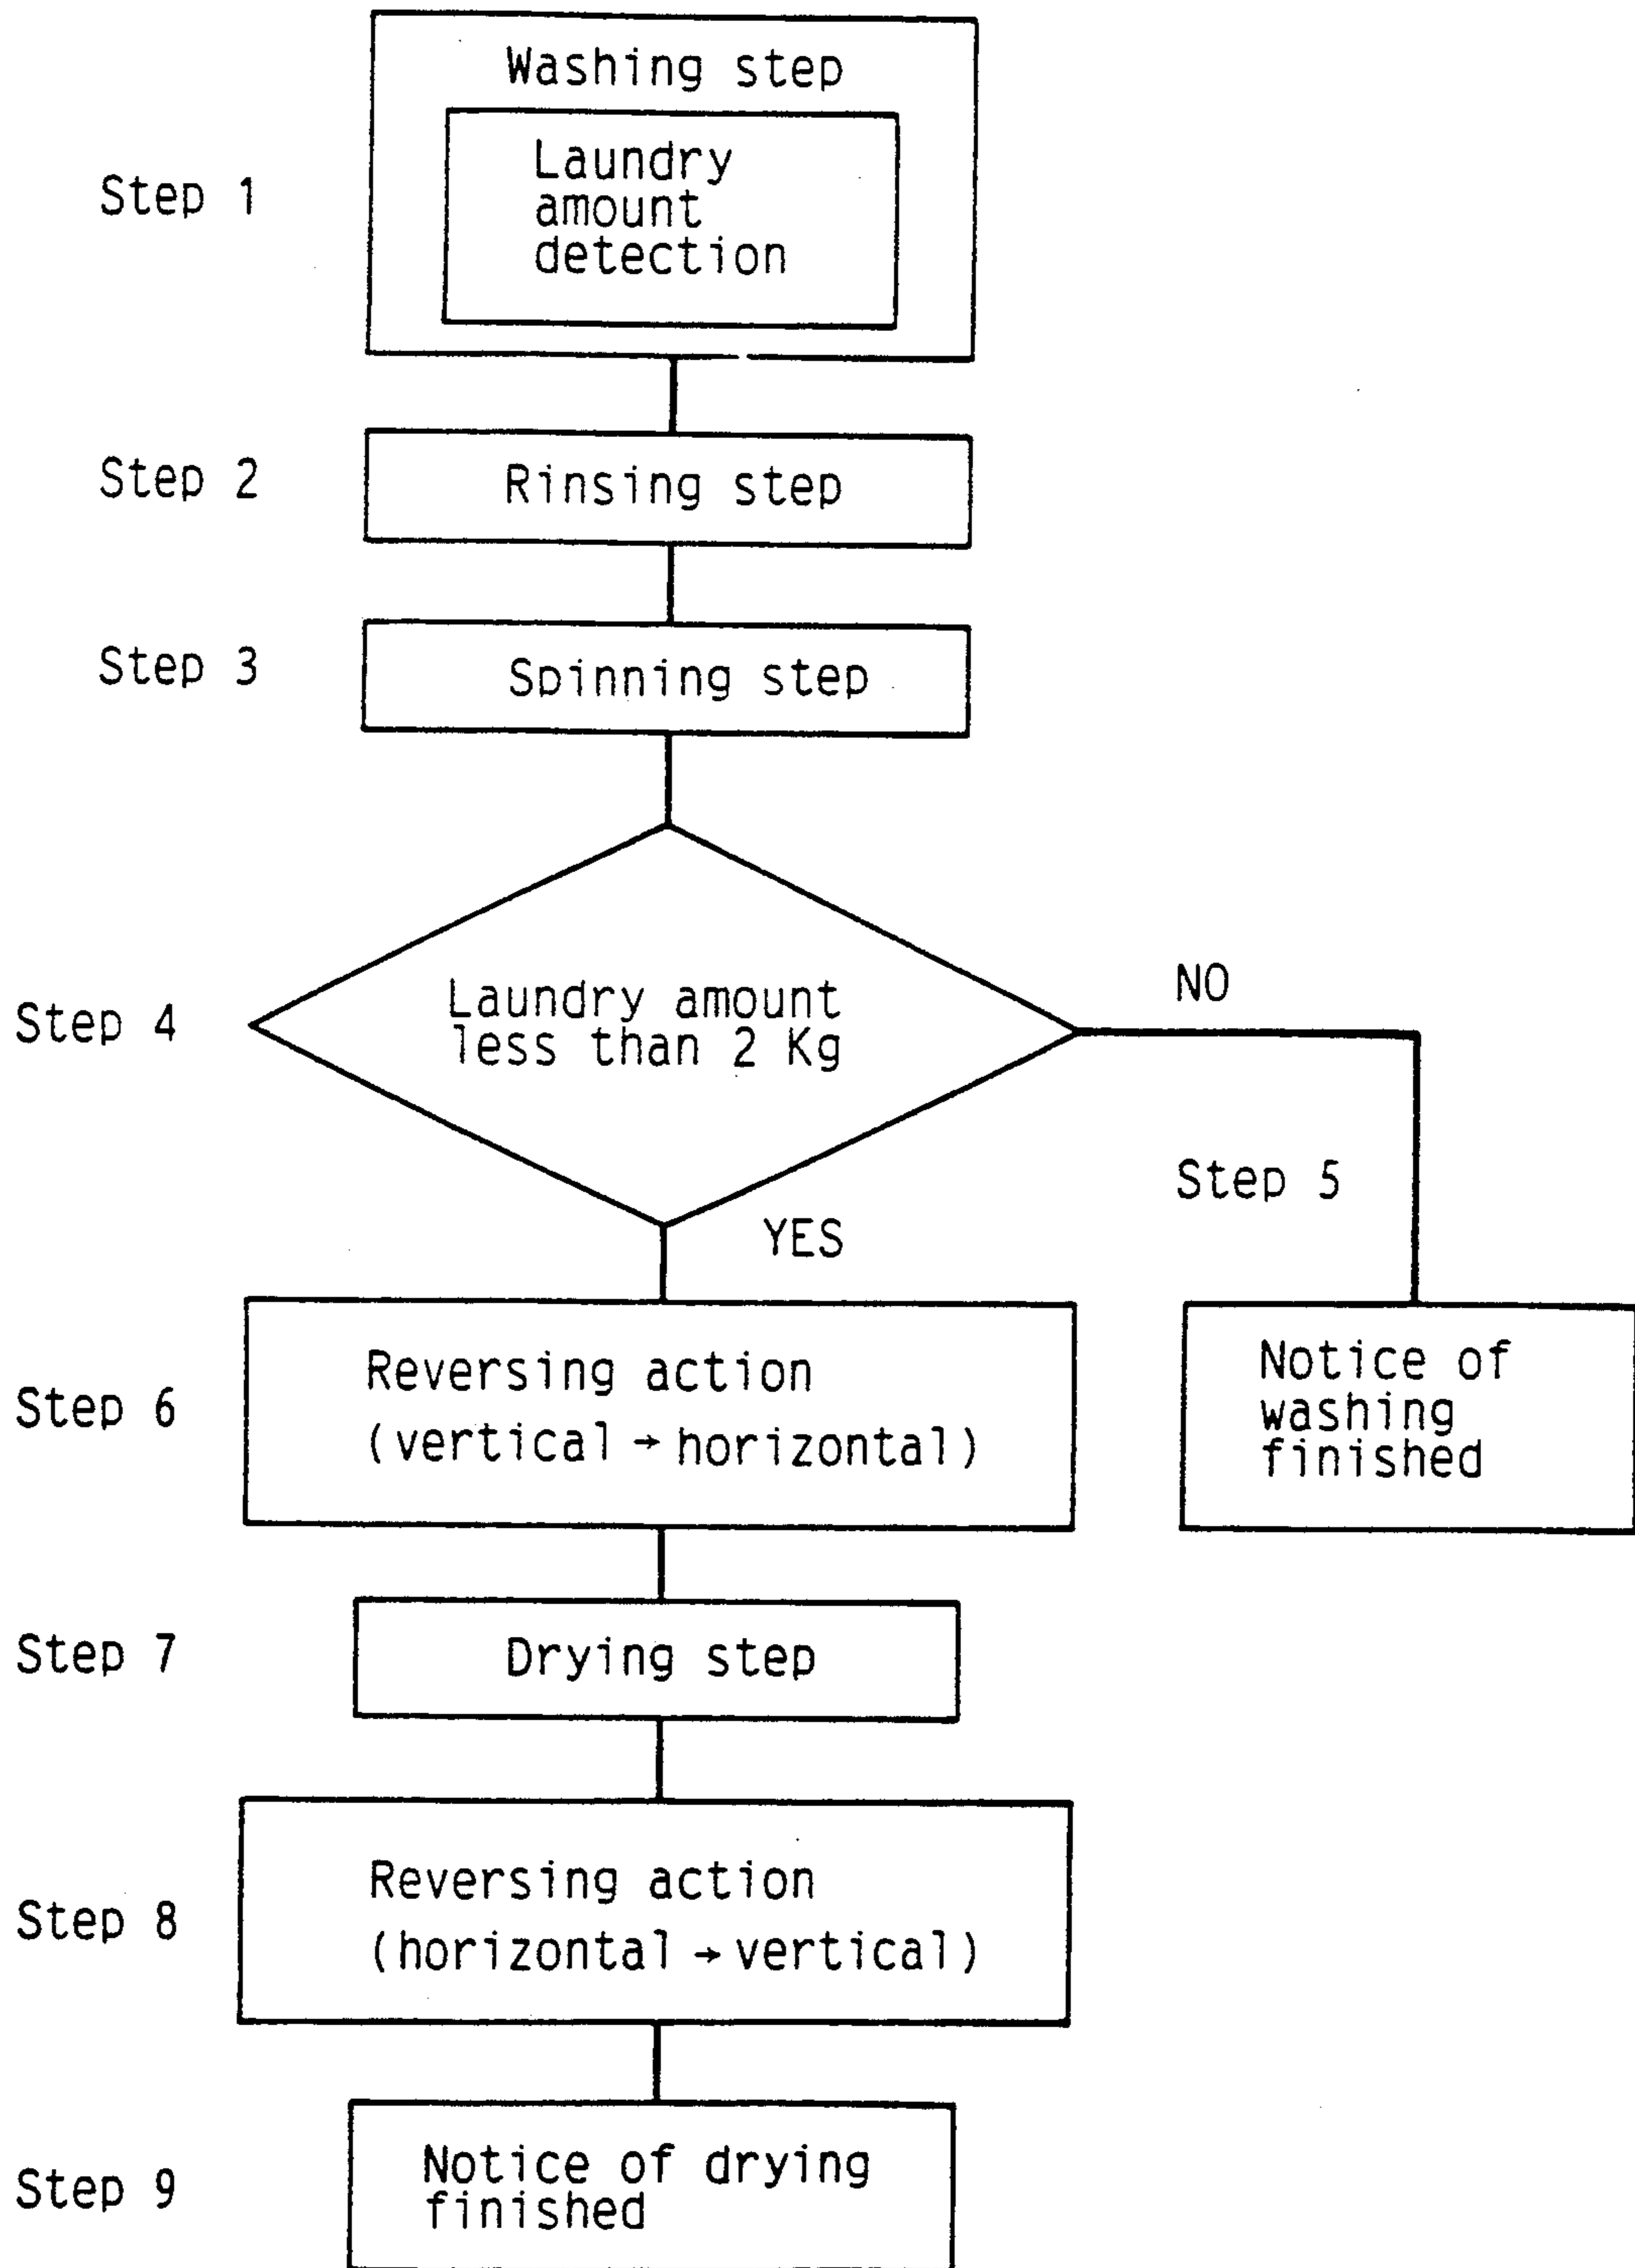 Washing step
Step 1
Laundry
amount
detection
Step 2
Rinsing step
Step 3
Spinning step
Step 4
Laundry amount
less than 2 Kg
NO
Step 5
YES
Step 6
Reversing action
(vertical → horizontal)
Notice of
washing
finished
Step 7
Drying step
Step 8
Reversing action
(horizontal → vertical)
Step 9
Notice of drying
finished